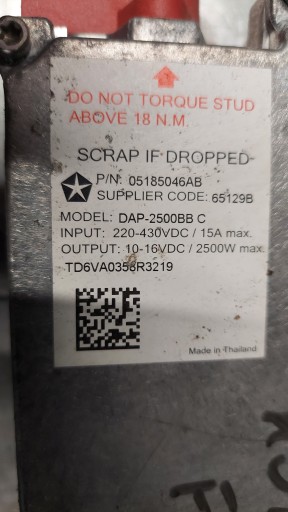 DO NOT TORQUE STUD
ABOVE 18 N.M.
SCRAP IF DROPPED
P/N: 05185046AB
SUPPLIER CODE: 65129B
MODEL: DAP-2500BB C
INPUT: 220-430VDC / 15A max.
OUTPUT: 10-16VDC / 2500W max.
TD6VA0358R3219
Made in Thailand